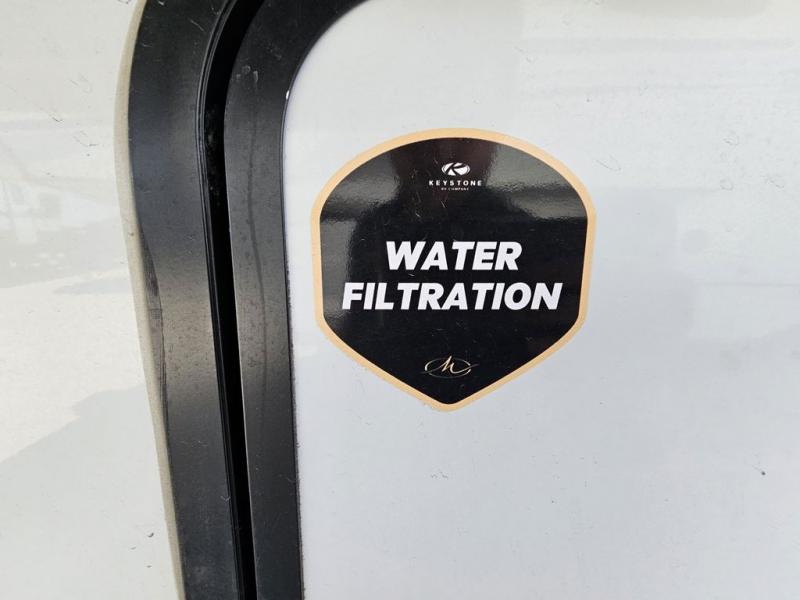 KEYSTONE
RV COMPANY
WATER
FILTRATION
M